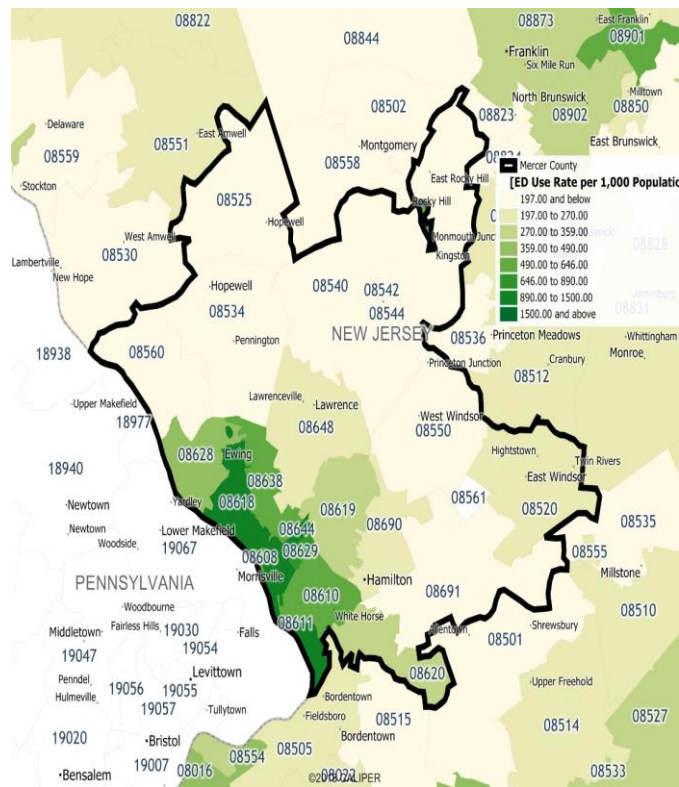 08822
08844
08873
East Franklin
08901
Franklin
Six Mile Run
08502
North Brunswick
Milltown
08850
08823
08902
Delaware
East Amwell
08551
Montgomery
East Brunswick
08559
08558
Stockton
East Rocky Hill
Mercer County
[ED Use Rate per 1,000 Populatio
197.00 and below
197.00 to 270.00
270.00 to 359.00
359.00 to 490.00
490.00 to 646.00
646.00 to 890.00
890.00 to 1500.00
1500.00 and above
08525
Rocky Hill
Hopewell
West Amwell
Monmouth Junct
08828
08530
Kingston
Lambertville
New Hope
Hopewell
08540
08542
08831
08534
08544
NEW JERSEY
08536
Princeton Meadows
Whittingham
Pennington
18938
08560
Princeton Junction
Cranbury
Monroe
08512
Upper Makefield
Lawrenceville
Lawrence
18977
West Windsor
08648
08550
Hightstown
08628
Ewing
Twin Rivers
18940
08638
East Windsor
08618
08561
Newtown
Yardley
08619
08520
08690
08535
Newtown
Lower Makefield
08644
Woodside
19067
08608
08629
08555
Morrisville
Hamilton
Millstone
PENNSYLVANIA
08610
08691
08510
Woodbourne
White Horse
Fairless Hills
19030
08611
Shrewsbury
Middletown
Falls
08501
19054
19047
08620
Penndel
Levittown
Upper Freehold
19056
19055
Hulmeville
Bordentown
19057
Tullytown
Fieldsboro
08515
08527
08514
19020
Bristol
Bordentown
08505
19007
08554
08016
08533
Bensalem
08022